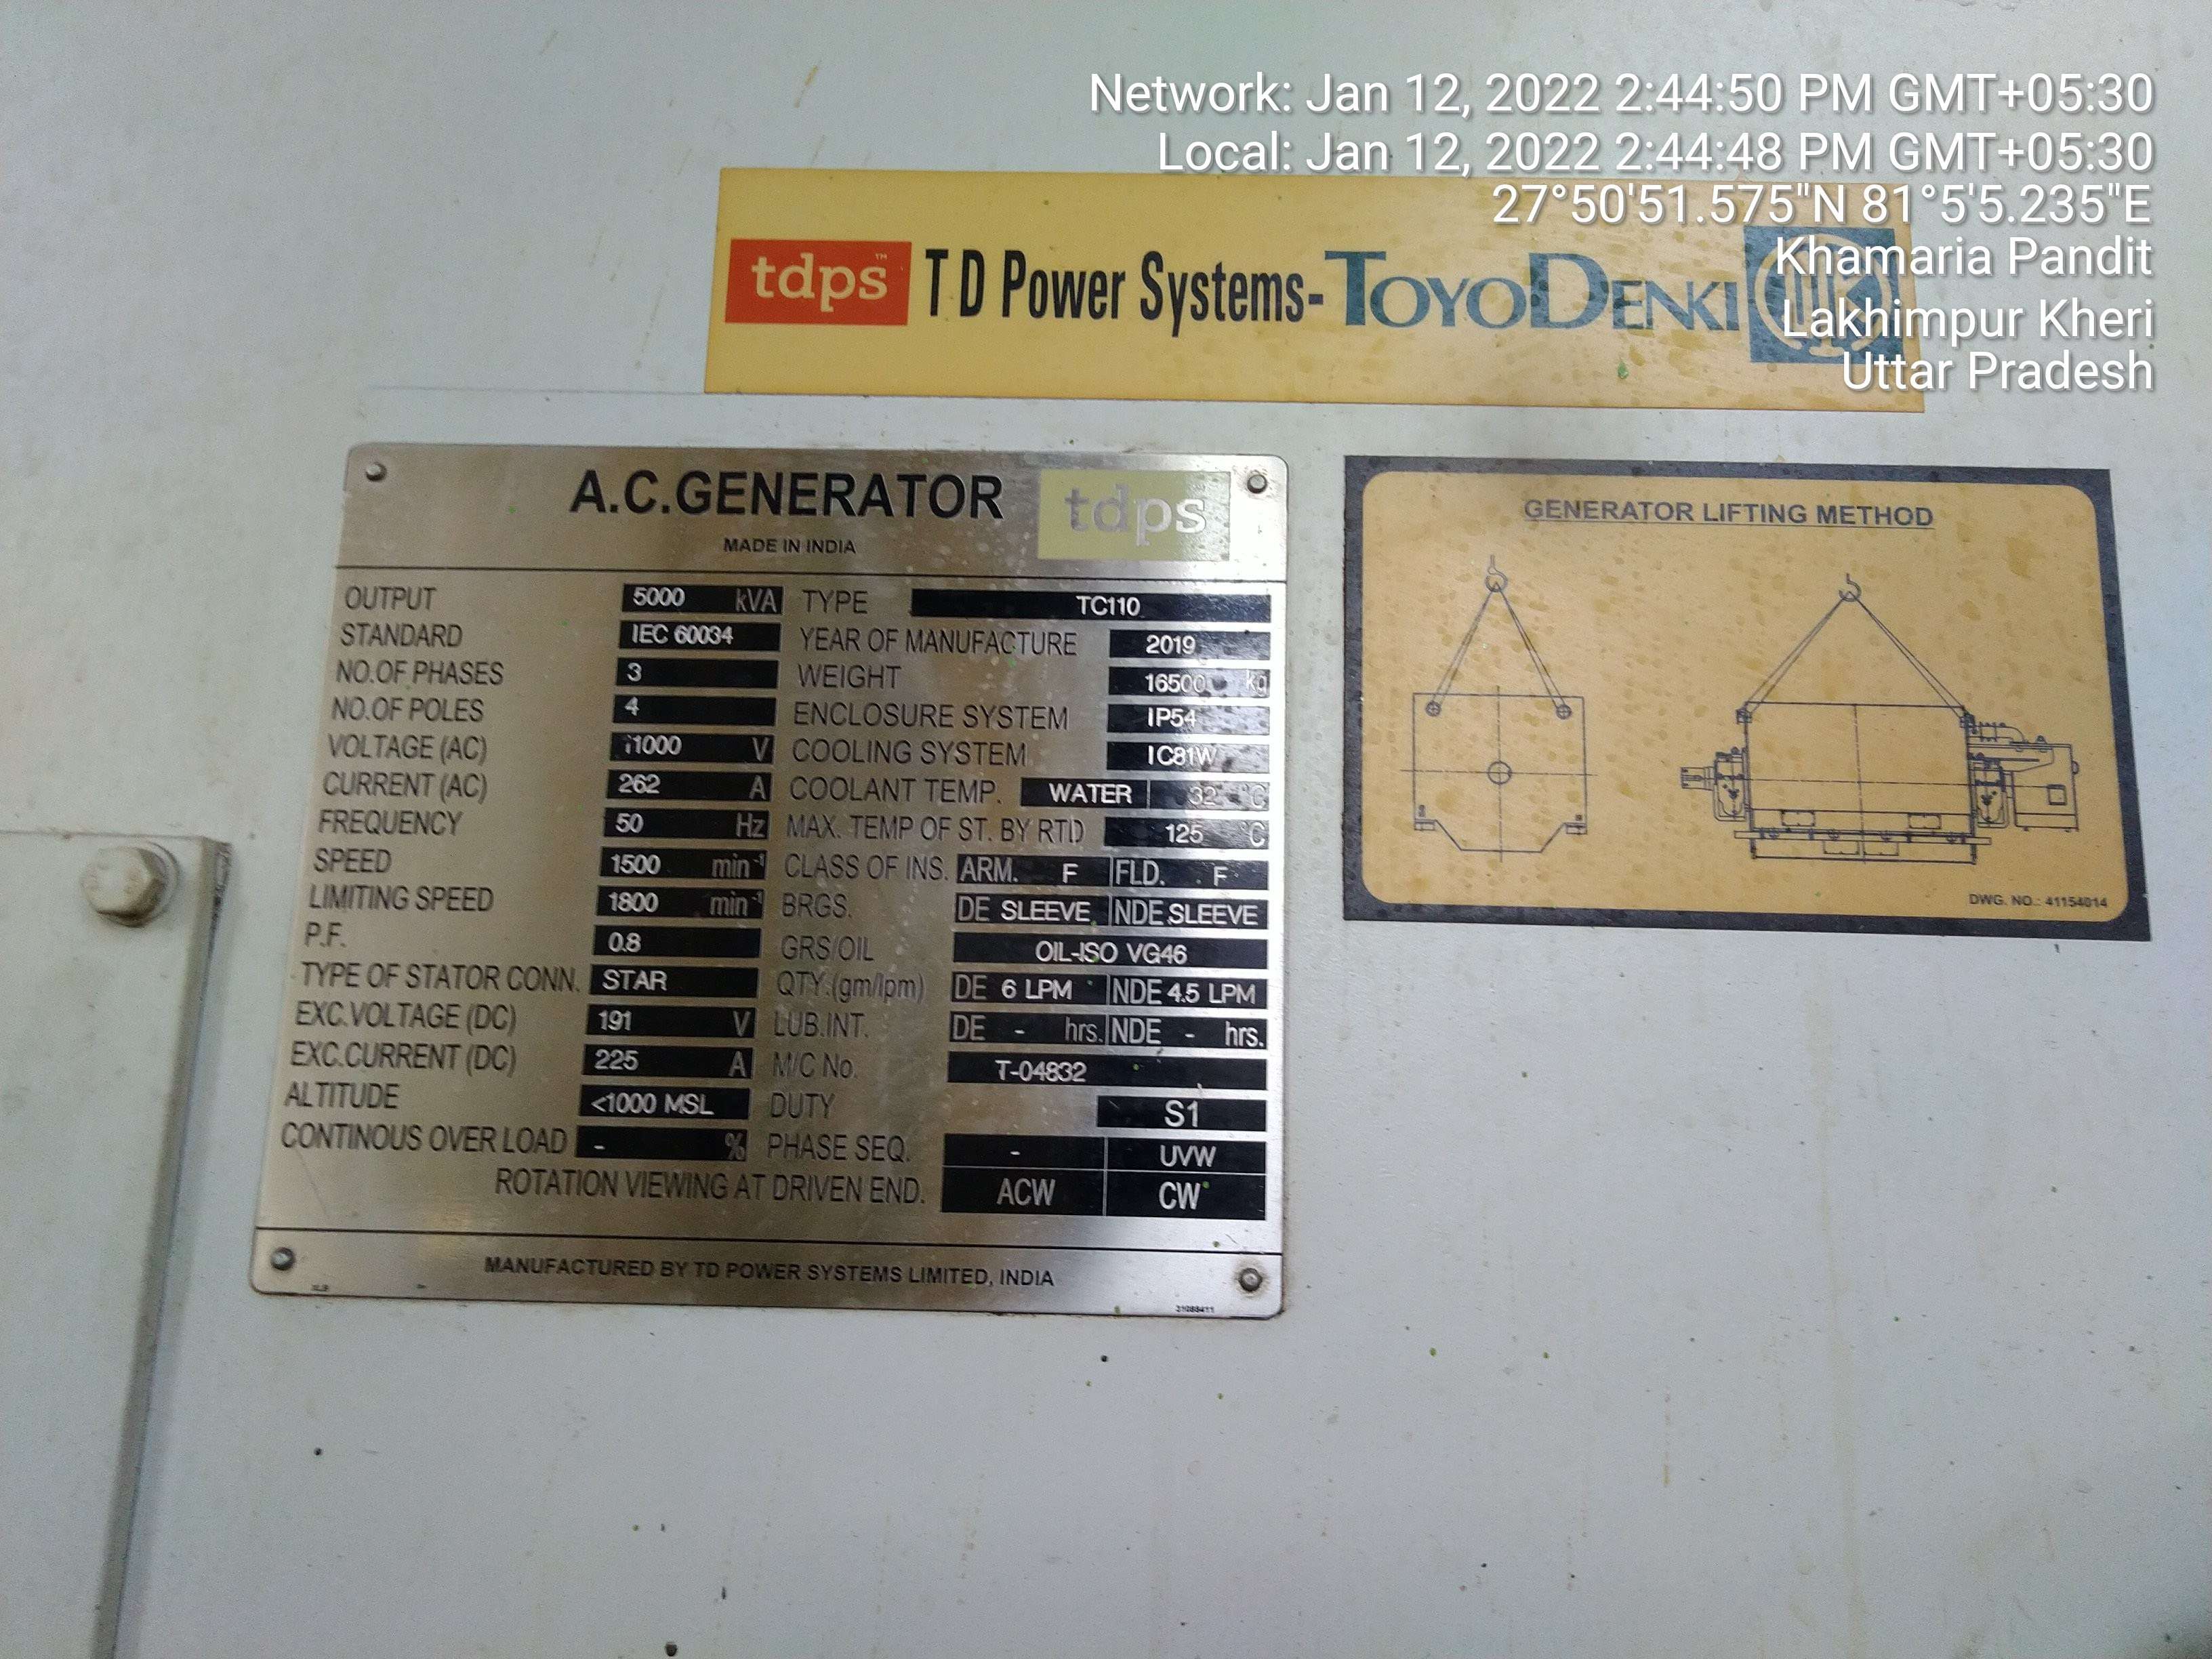 Network: Jan 12, 2022 2:44:50 PM GMT+05:30
Local: Jan 12, 2022 2:44:48 PM GMT+05:30
27°50'51.575"N 81°5'5.235"E
Khamaria Pandit
Lakhimpur Kheri
Uttar Pradesh
tdps™ T D Power Systems-TOYODENKI
A.C.GENERATOR tdps
MADE IN INDIA
OUTPUT 5000 kVA TYPE TC110
STANDARD IEC 60034 YEAR OF MANUFACTURE 2019
NO.OF PHASES 3 WEIGHT 16500 kg
NO.OF POLES 4 ENCLOSURE SYSTEM IP54
VOLTAGE (AC) 11000 V COOLING SYSTEM IC81W
CURRENT (AC) 262 A COOLANT TEMP. WATER 32 °C
FREQUENCY 50 Hz MAX. TEMP OF ST. BY RTD 125 °C
SPEED 1500 min⁻¹ CLASS OF INS. ARM. F FLD. F
LIMITING SPEED 1800 min⁻¹ BRGS. DE SLEEVE NDE SLEEVE
P.F. 0.8 GRS/OIL OIL-ISO VG46
TYPE OF STATOR CONN. STAR QTY.(gm/lpm) DE 6 LPM NDE 4.5 LPM
EXC.VOLTAGE (DC) 191 V LUB.INT. DE - hrs. NDE - hrs.
EXC.CURRENT (DC) 225 A M/C No. T-04832
ALTITUDE <1000 MSL DUTY S1
CONTINOUS OVER LOAD - % PHASE SEQ. - UVW
ROTATION VIEWING AT DRIVEN END. ACW CW
MANUFACTURED BY TD POWER SYSTEMS LIMITED, INDIA
31088411
GENERATOR LIFTING METHOD
DWG. NO.: 41154014